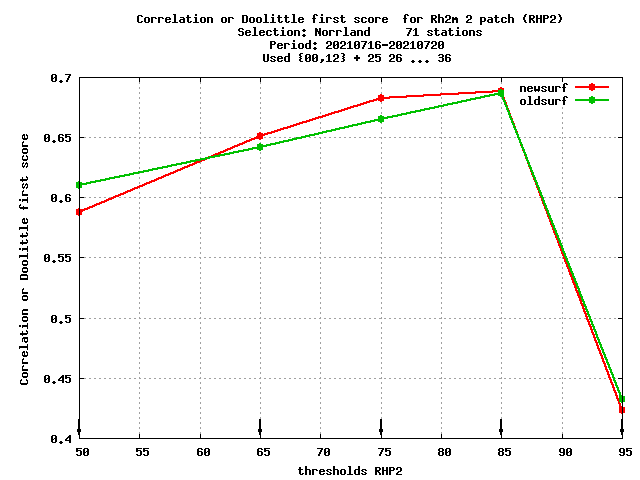 Correlation or Doolittle first score  for Rh2m 2 patch (RHP2)
Selection: Norrland     71 stations
Period: 20210716-20210720
Used {00,12} + 25 26 ... 36
newsurf
oldsurf
Correlation or Doolittle first score
0.7
0.65
0.6
0.55
0.5
0.45
0.4
50 55 60 65 70 75 80 85 90 95
thresholds RHP2